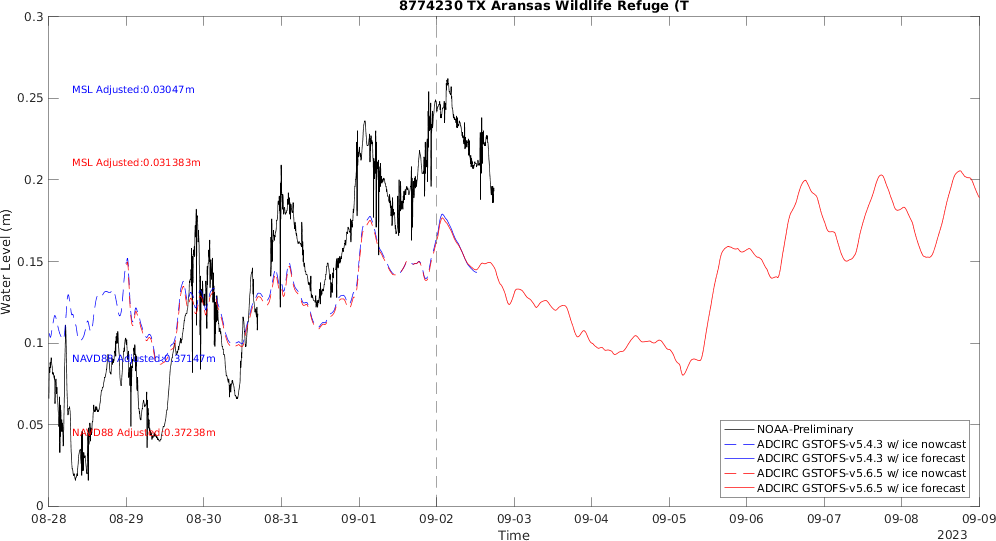 8774230 TX Aransas Wildlife Refuge (T
0.3
0.25
0.2
0.15
0.1
0.05
0
Water Level (m)
MSL Adjusted:0.03047m
MSL Adjusted:0.031383m
NAVD88 Adjusted:0.37147m
NAVD88 Adjusted:0.37238m
NOAA-Preliminary
ADCIRC GSTOFS-v5.4.3 w/ ice nowcast
ADCIRC GSTOFS-v5.4.3 w/ ice forecast
ADCIRC GSTOFS-v5.6.5 w/ ice nowcast
ADCIRC GSTOFS-v5.6.5 w/ ice forecast
08-28 08-29 08-30 08-31 09-01 09-02 09-03 09-04 09-05 09-06 09-07 09-08 09-09
Time
2023